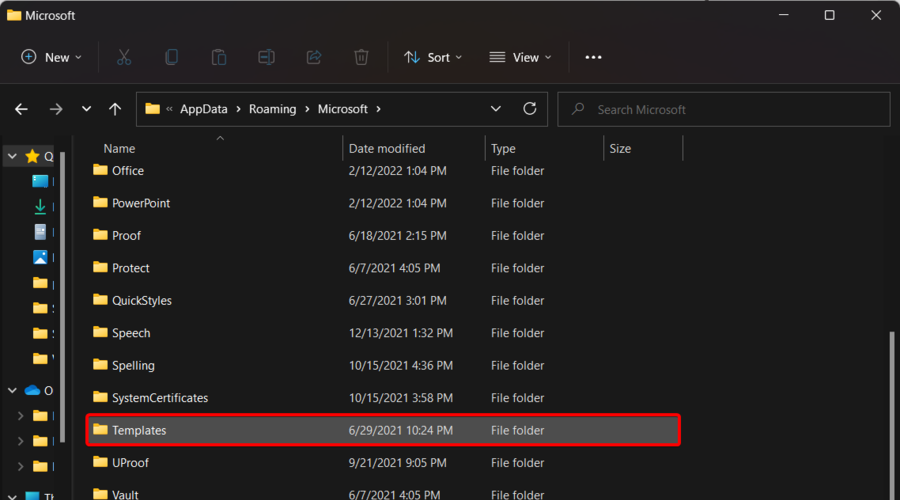 Microsoft
New Sort View
« AppData Roaming Microsoft Search Microsoft
Name Date modified Type Size
Office 2/12/2022 1:04 PM File folder
PowerPoint 2/12/2022 1:04 PM File folder
Proof 6/18/2021 2:15 PM File folder
Protect 6/7/2021 4:05 PM File folder
QuickStyles 6/27/2021 3:01 PM File folder
Speech 12/13/2021 1:32 PM File folder
Spelling 10/15/2021 4:36 PM File folder
SystemCertificates 10/15/2021 3:58 PM File folder
Templates 6/29/2021 10:24 PM File folder
UProof 9/21/2021 9:05 PM File folder
Vault 6/7/2021 4:05 PM File folder